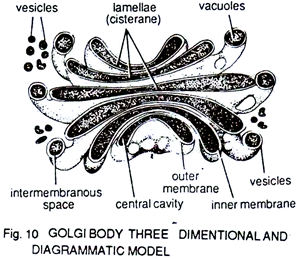 vesicles
lamellae
(cisterane)
vacuoles
intermembranous
space
central cavity
outer
membrane
inner membrane
vesicles
Fig. 10 GOLGI BODY THREE DIMENTIONAL AND
DIAGRAMMATIC MODEL